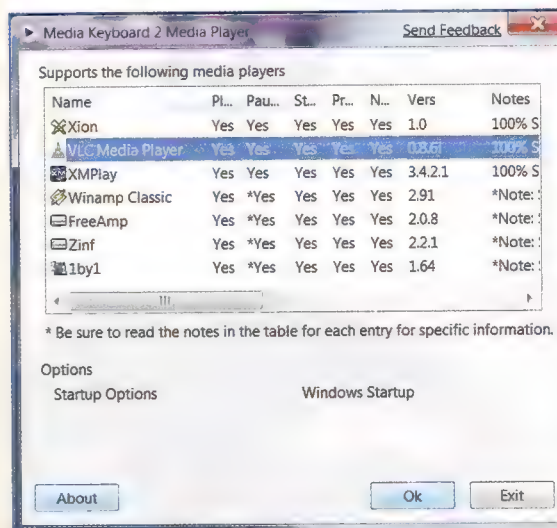 Media Keyboard 2 Media Player Send Feedback
Supports the following media players
Name Pl... Pau... St... Pr... N... Vers Notes
Xion Yes Yes Yes Yes Yes 1.0 100% S
VLC Media Player Yes Yes Yes Yes Yes 0.8.6i 100% S
XMPlay Yes Yes Yes Yes Yes 3.4.2.1 100% S
Winamp Classic Yes *Yes Yes Yes Yes 2.91 *Note:
FreeAmp Yes *Yes Yes Yes Yes 2.0.8 *Note:
Zinf Yes *Yes Yes Yes Yes 2.2.1 *Note:
1by1 Yes *Yes Yes Yes Yes 1.64 *Note:
* Be sure to read the notes in the table for each entry for specific information.
Options
Startup Options Windows Startup
About Ok Exit